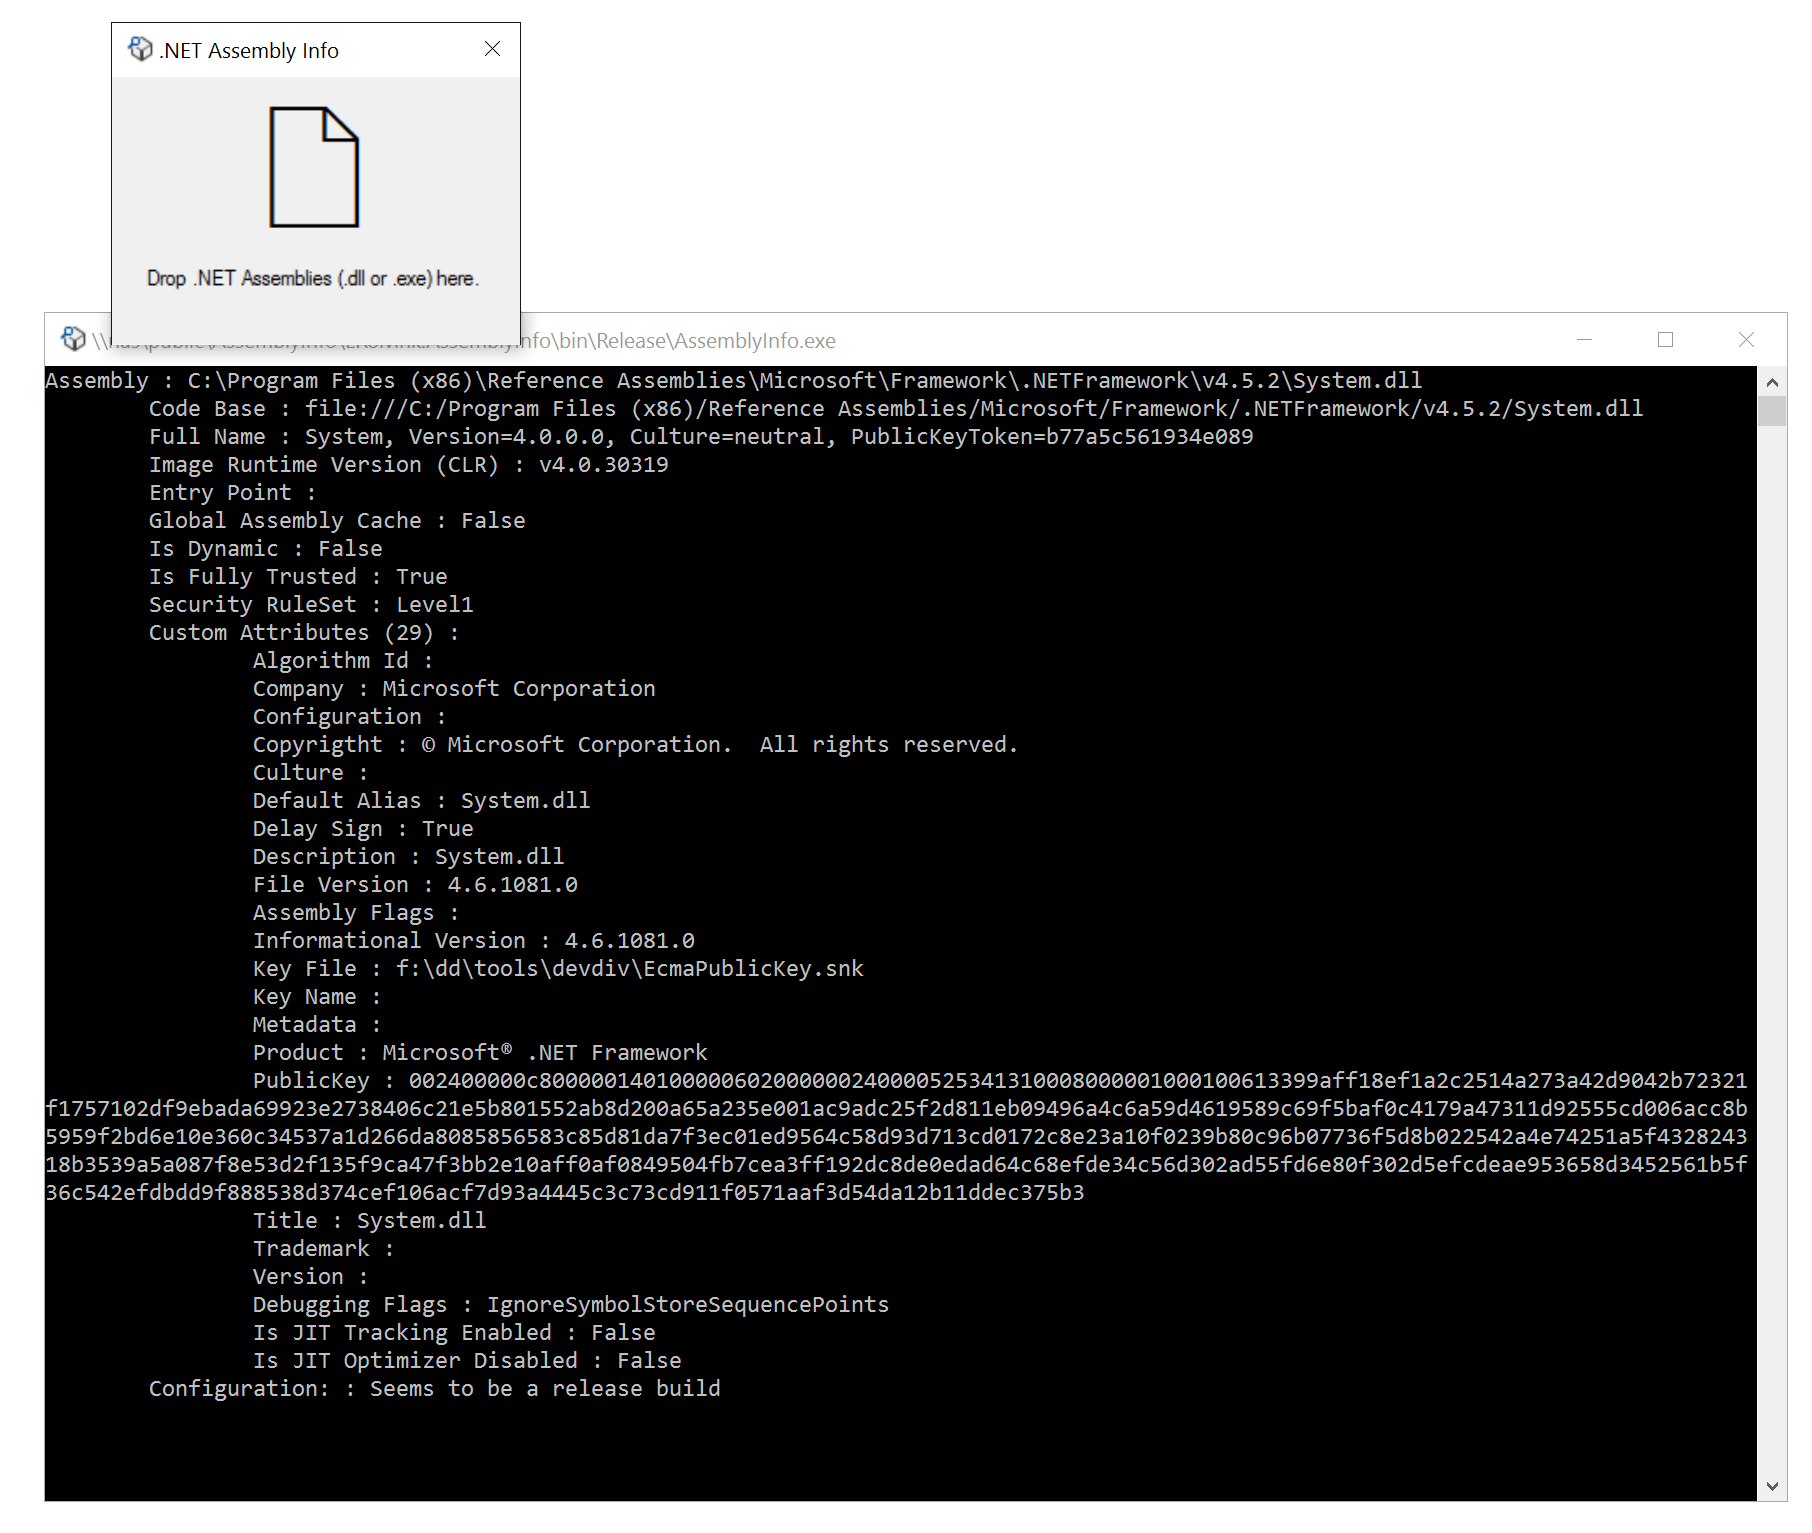 .NET Assembly Info
Drop .NET Assemblies (.dll or .exe) here.
nfo\bin\Release\AssemblyInfo.exe
Assembly : C:\Program Files (x86)\Reference Assemblies\Microsoft\Framework\.NETFramework\v4.5.2\System.dll
Code Base : file:///C:/Program Files (x86)/Reference Assemblies/Microsoft/Framework/.NETFramework/v4.5.2/System.dll
Full Name : System, Version=4.0.0.0, Culture=neutral, PublicKeyToken=b77a5c561934e089
Image Runtime Version (CLR) : v4.0.30319
Entry Point :
Global Assembly Cache : False
Is Dynamic : False
Is Fully Trusted : True
Security RuleSet : Level1
Custom Attributes (29) :
Algorithm Id :
Company : Microsoft Corporation
Configuration :
Copyrigtht : © Microsoft Corporation.  All rights reserved.
Culture :
Default Alias : System.dll
Delay Sign : True
Description : System.dll
File Version : 4.6.1081.0
Assembly Flags :
Informational Version : 4.6.1081.0
Key File : f:\dd\tools\devdiv\EcmaPublicKey.snk
Key Name :
Metadata :
Product : Microsoft® .NET Framework
PublicKey : 002400000c800000140100000602000000240000525341310008000001000100613399aff18ef1a2c2514a273a42d9042b72321
f1757102df9ebada69923e2738406c21e5b801552ab8d200a65a235e001ac9adc25f2d811eb09496a4c6a59d4619589c69f5baf0c4179a47311d92555cd006acc8b
5959f2bd6e10e360c34537a1d266da8085856583c85d81da7f3ec01ed9564c58d93d713cd0172c8e23a10f0239b80c96b07736f5d8b022542a4e74251a5f4328243
18b3539a5a087f8e53d2f135f9ca47f3bb2e10aff0af0849504fb7cea3ff192dc8de0edad64c68efde34c56d302ad55fd6e80f302d5efcdeae953658d3452561b5f
36c542efdbdd9f888538d374cef106acf7d93a4445c3c73cd911f0571aaf3d54da12b11ddec375b3
Title : System.dll
Trademark :
Version :
Debugging Flags : IgnoreSymbolStoreSequencePoints
Is JIT Tracking Enabled : False
Is JIT Optimizer Disabled : False
Configuration: : Seems to be a release build